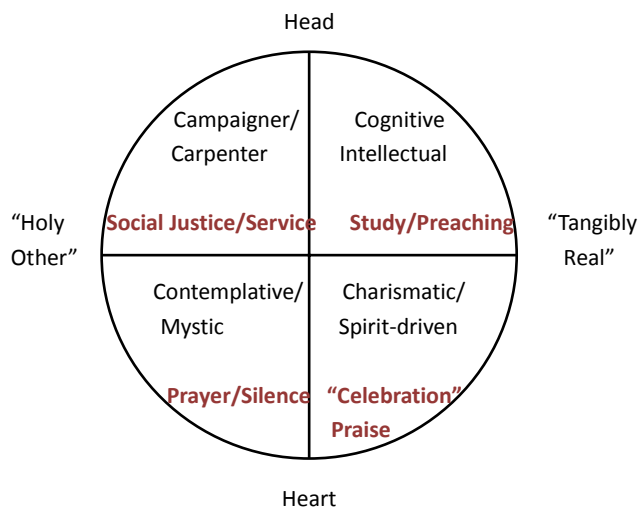 Head
Campaigner/
Carpenter
Cognitive
Intellectual
“Holy
Other”
Social Justice/Service
Study/Preaching
“Tangibly
Real”
Contemplative/
Mystic
Charismatic/
Spirit-driven
Prayer/Silence
“Celebration”
Praise
Heart